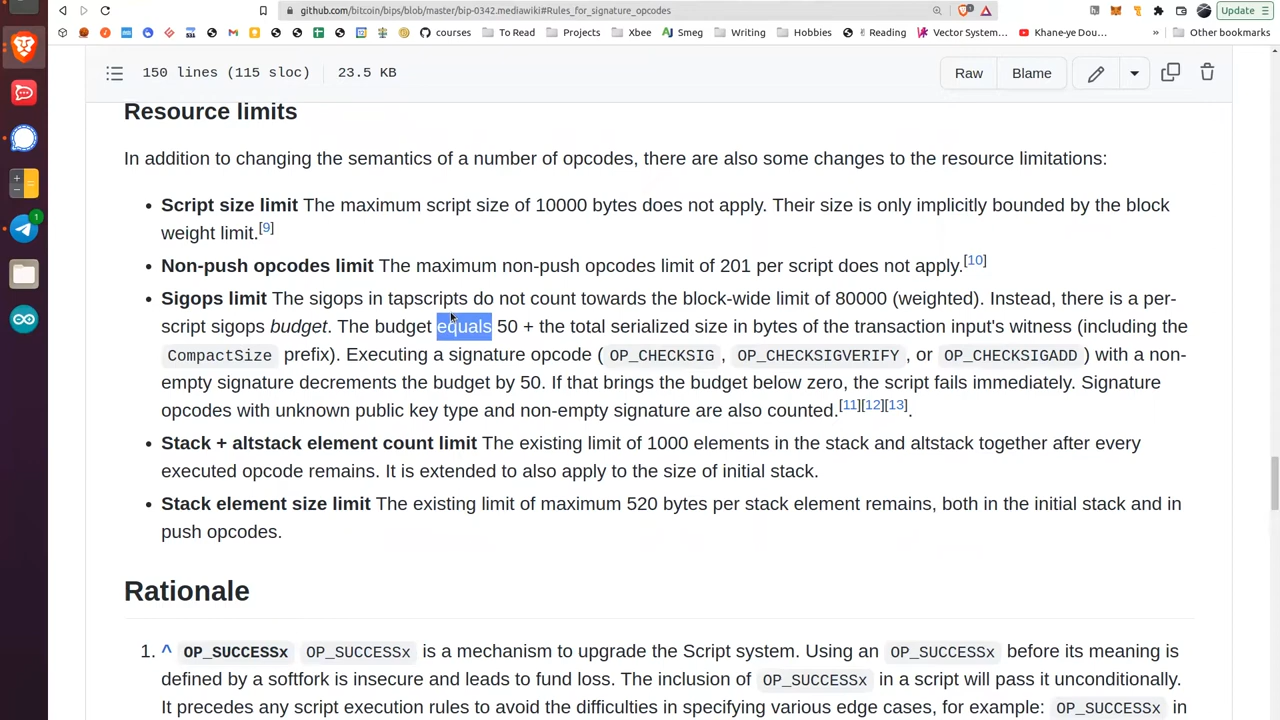 github.com/bitcoin/bips/blob/master/bip-0342.mediawiki#Rules_for_signature_opcodes
1
Update
courses To Read Projects Xbee Smeg Writing Hobbies Reading Vector System... Khane-ye Dou... » Other bookmarks
150 lines (115 sloc) 23.5 KB
Raw Blame
Resource limits
In addition to changing the semantics of a number of opcodes, there are also some changes to the resource limitations:
• Script size limit The maximum script size of 10000 bytes does not apply. Their size is only implicitly bounded by the block
weight limit.[9]
• Non-push opcodes limit The maximum non-push opcodes limit of 201 per script does not apply.[10]
• Sigops limit The sigops in tapscripts do not count towards the block-wide limit of 80000 (weighted). Instead, there is a per-
script sigops budget. The budget equals 50 + the total serialized size in bytes of the transaction input's witness (including the
CompactSize prefix). Executing a signature opcode ( OP_CHECKSIG , OP_CHECKSIGVERIFY , or OP_CHECKSIGADD ) with a non-
empty signature decrements the budget by 50. If that brings the budget below zero, the script fails immediately. Signature
opcodes with unknown public key type and non-empty signature are also counted.[11][12][13].
• Stack + altstack element count limit The existing limit of 1000 elements in the stack and altstack together after every
executed opcode remains. It is extended to also apply to the size of initial stack.
• Stack element size limit The existing limit of maximum 520 bytes per stack element remains, both in the initial stack and in
push opcodes.
Rationale
1. ^ OP_SUCCESSx OP_SUCCESSx is a mechanism to upgrade the Script system. Using an OP_SUCCESSx before its meaning is
defined by a softfork is insecure and leads to fund loss. The inclusion of OP_SUCCESSx in a script will pass it unconditionally.
It precedes any script execution rules to avoid the difficulties in specifying various edge cases, for example: OP_SUCCESSx in